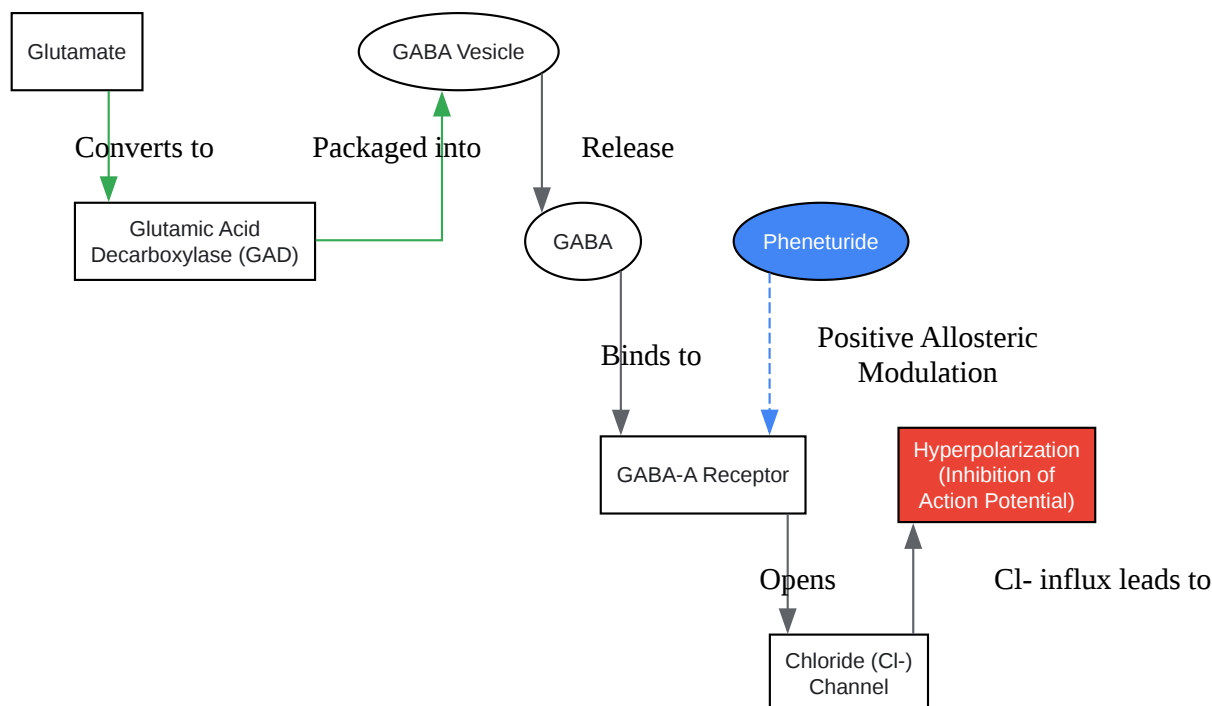 Glutamate
GABA Vesicle
Converts to
Packaged into
Release
Glutamic Acid
Decarboxylase (GAD)
GABA
Pheneturide
Binds to
Positive Allosteric
Modulation
GABA-A Receptor
Hyperpolarization
(Inhibition of
Action Potential)
Opens
Cl- influx leads to
Chloride (Cl-)
Channel